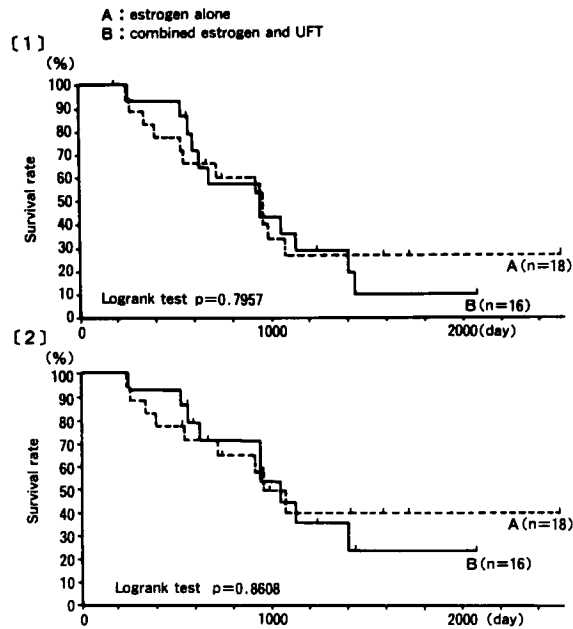 A : estrogen alone
B : combined estrogen and UFT
[1]
(%)
100
90
80
70
60
50
40
30
20
10
0
Survival rate
A (n=18)
B (n=16)
Logrank test p=0.7957
0 1000 2000 (day)
[2]
(%)
100
90
80
70
60
50
40
30
20
10
0
Survival rate
A (n=18)
B (n=16)
Logrank test p=0.8608
0 1000 2000 (day)